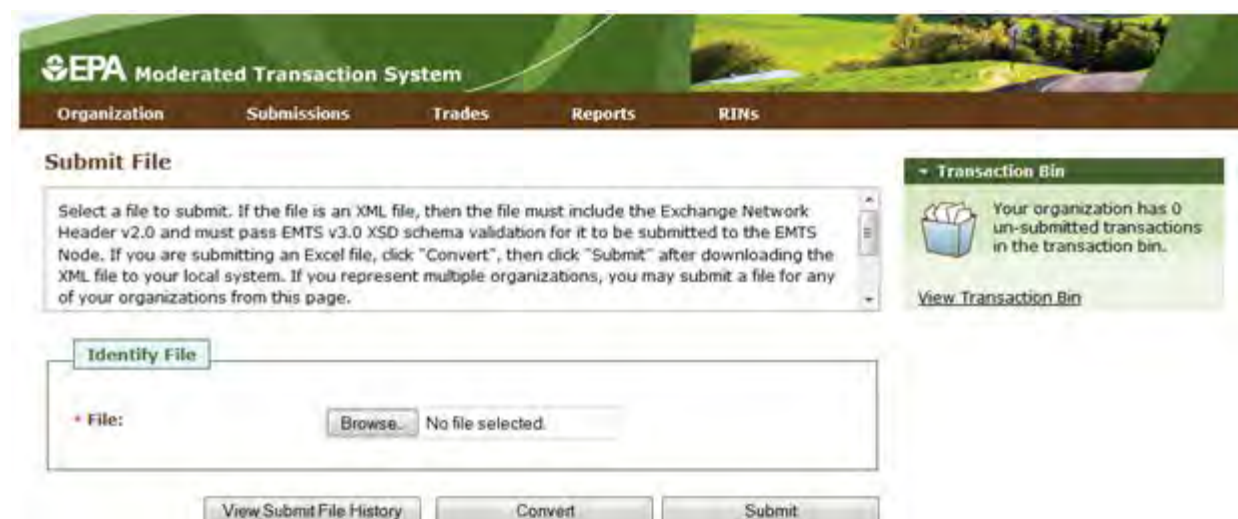 EPA Moderated Transaction System
Organization Submissions Trades Reports RINs
Submit File
Select a file to submit. If the file is an XML file, then the file must include the Exchange Network
Header v2.0 and must pass EMTS v3.0 XSD schema validation for it to be submitted to the EMTS
Node. If you are submitting an Excel file, click "Convert", then click "Submit" after downloading the
XML file to your local system. If you represent multiple organizations, you may submit a file for any
of your organizations from this page.
Transaction Bin
Your organization has 0
un-submitted transactions
in the transaction bin.
View Transaction Bin
Identify File
* File: Browse.. No file selected.
View Submit File History Convert Submit